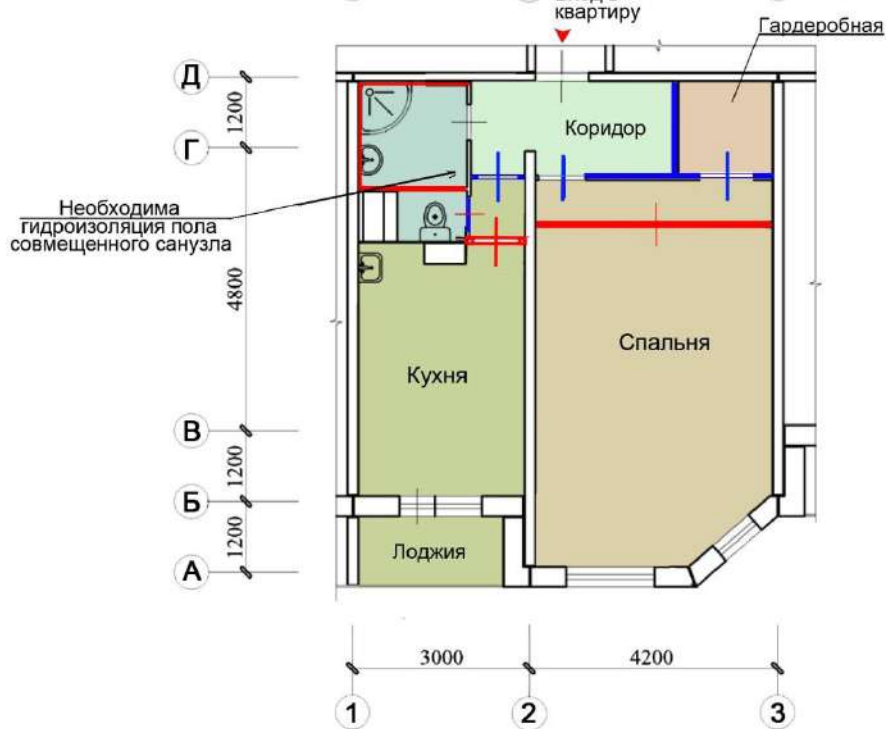 квартиру
Гардеробная
Д
1200
Г
Коридор
Необходима
гидроизоляция пола
совмещенного санузла
4800
Спальня
Кухня
В
1200
Б
1200
Лоджия
А
3000
4200
1
2
3